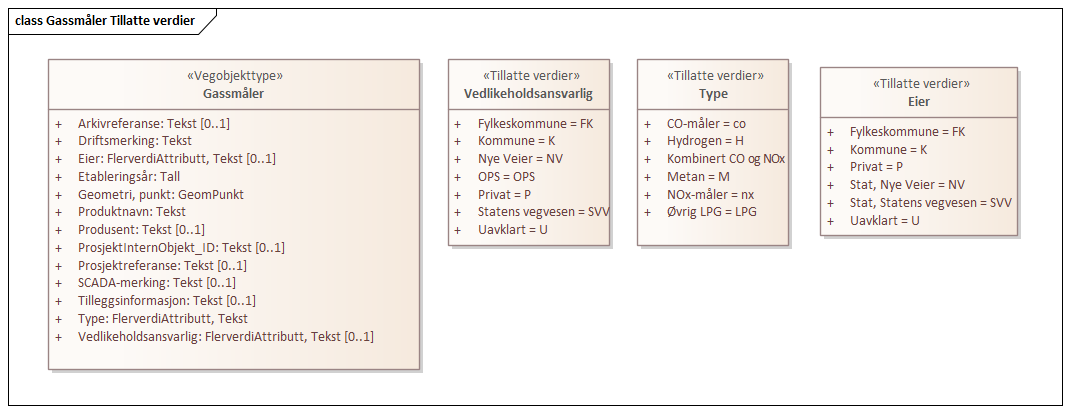 class Gassmåler Tillatte verdier
«Vegobjekttype»
Gassmåler
+ Arkivreferanse: Tekst [0..1]
+ Driftsmerking: Tekst
+ Eier: FlerverdiAttributt, Tekst [0..1]
+ Etableringsår: Tall
+ Geometri, punkt: GeomPunkt
+ Produktnavn: Tekst
+ Produsent: Tekst [0..1]
+ ProsjektInternObjekt_ID: Tekst [0..1]
+ Prosjektreferanse: Tekst [0..1]
+ SCADA-merking: Tekst [0..1]
+ Tilleggsinformasjon: Tekst [0..1]
+ Type: FlerverdiAttributt, Tekst
+ Vedlikeholdsansvarlig: FlerverdiAttributt, Tekst [0..1]
«Tillatte verdier»
Vedlikeholdsansvarlig
+ Fylkeskommune = FK
+ Kommune = K
+ Nye Veier = NV
+ OPS = OPS
+ Privat = P
+ Statens vegvesen = SVV
+ Uavklart = U
«Tillatte verdier»
Type
+ CO-måler = co
+ Hydrogen = H
+ Kombinert CO og NOx
+ Metan = M
+ NOx-måler = nx
+ Øvrig LPG = LPG
«Tillatte verdier»
Eier
+ Fylkeskommune = FK
+ Kommune = K
+ Privat = P
+ Stat, Nye Veier = NV
+ Stat, Statens vegvesen = SVV
+ Uavklart = U